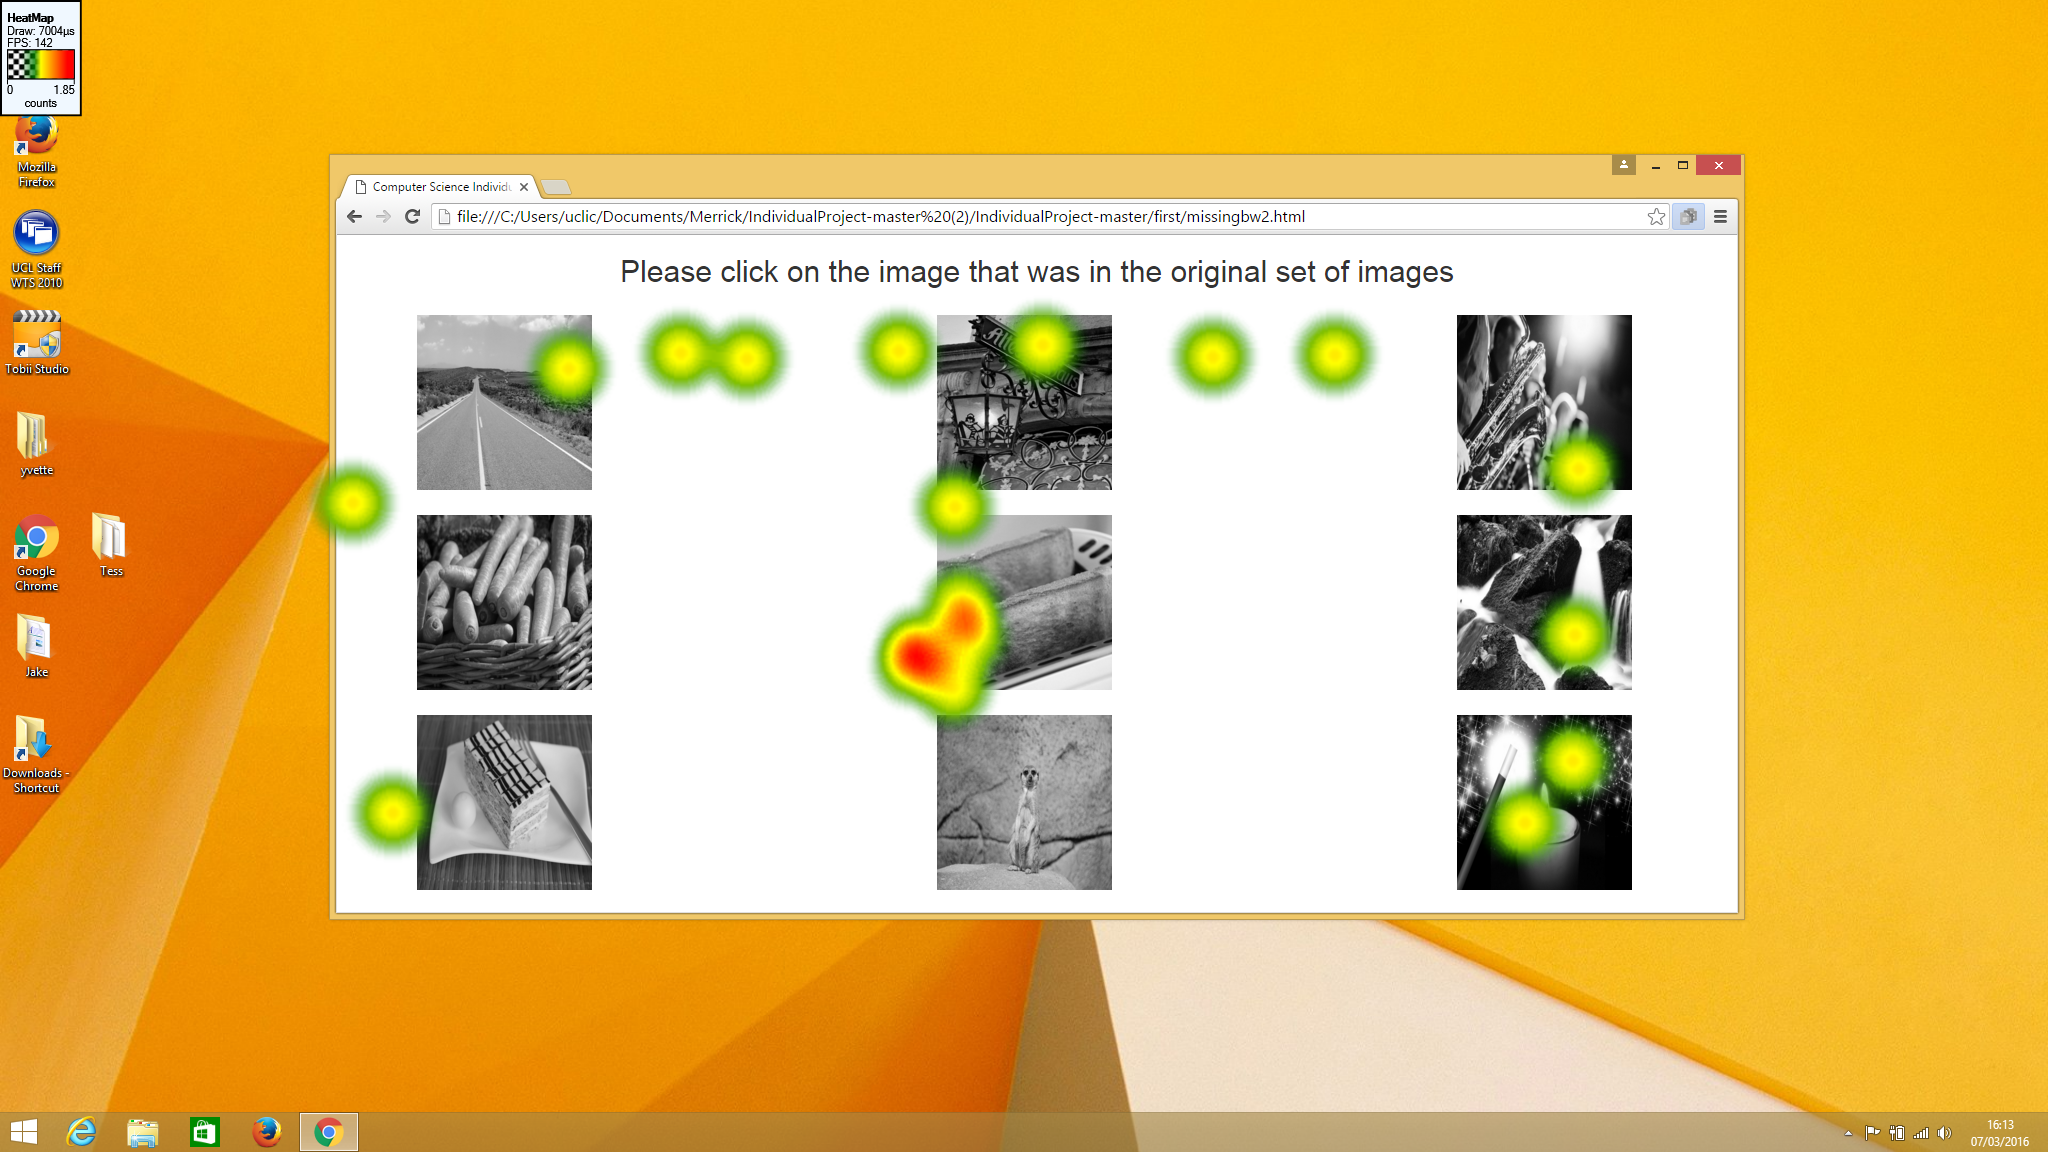 HeatMap
Draw: 7004µs
FPS: 142
0 1.85
counts
Mozilla
Firefox
UCL Staff
WTS 2010
Tobii Studio
yvette
Google
Chrome
Tess
Jake
Downloads -
Shortcut
Computer Science Individu
file:///C:/Users/uclic/Documents/Merrick/IndividualProject-master%20(2)/IndividualProject-master/first/missingbw2.html
Please click on the image that was in the original set of images
16:13
07/03/2016